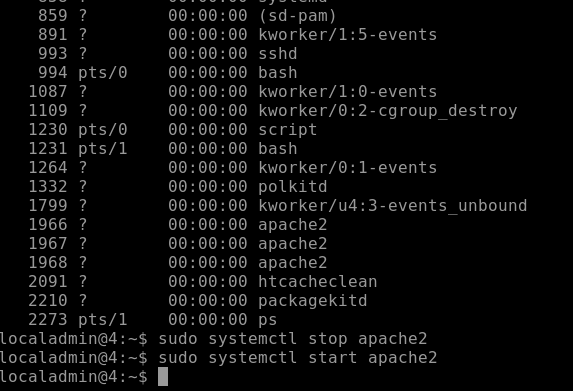 859 ? 00:00:00 (sd-pam)
891 ? 00:00:00 kworker/1:5-events
993 ? 00:00:00 sshd
994 pts/0 00:00:00 bash
1087 ? 00:00:00 kworker/1:0-events
1109 ? 00:00:00 kworker/0:2-cgroup_destroy
1230 pts/0 00:00:00 script
1231 pts/1 00:00:00 bash
1264 ? 00:00:00 kworker/0:1-events
1332 ? 00:00:00 polkitd
1799 ? 00:00:00 kworker/u4:3-events_unbound
1966 ? 00:00:00 apache2
1967 ? 00:00:00 apache2
1968 ? 00:00:00 apache2
2091 ? 00:00:00 htcacheclean
2210 ? 00:00:00 packagekitd
2273 pts/1 00:00:00 ps
localadmin@4:~$ sudo systemctl stop apache2
localadmin@4:~$ sudo systemctl start apache2
localadmin@4:~$